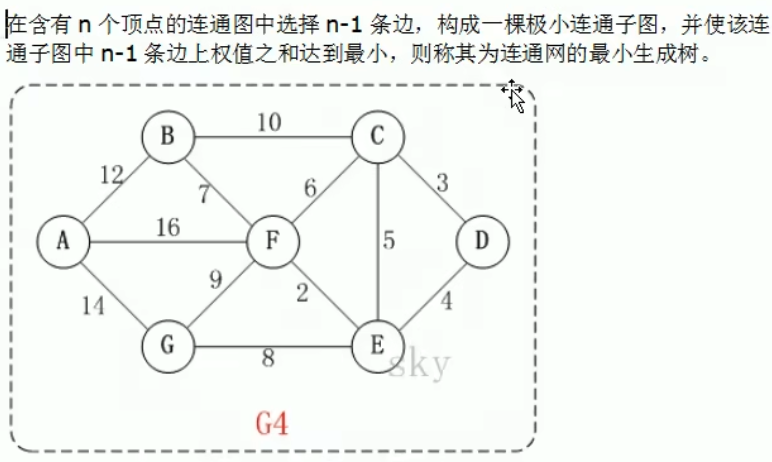 在含有 n 个顶点的连通图中选择 n-1 条边，构成一棵极小连通子图，并使该连
通子图中 n-1 条边上权值之和达到最小，则称其为连通网的最小生成树。
B 10 C
12 7 6 3
A 16 F 5 D
14 9 2 4
G 8 E
sky
G4